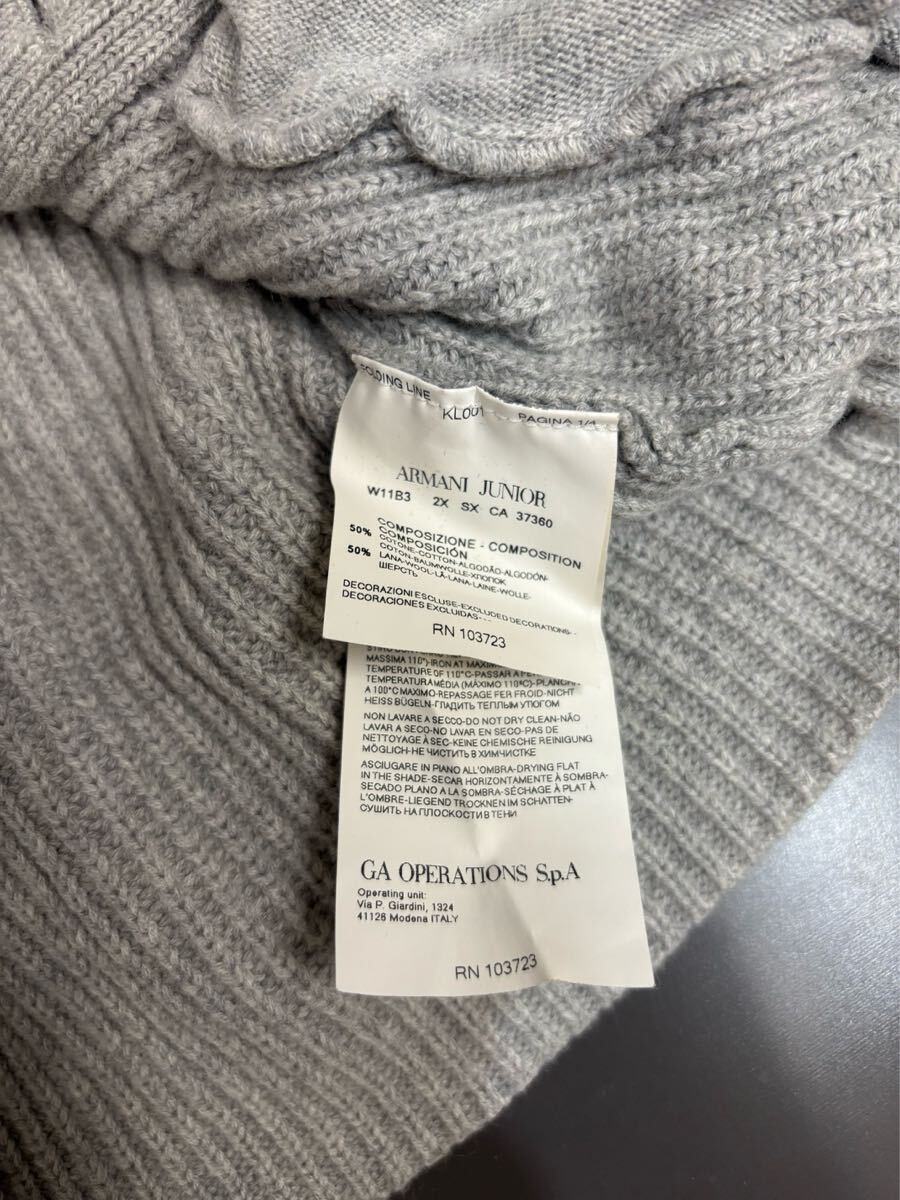 FOLDING LINE
KL001 PAGINA 1/4
ARMANI JUNIOR
W11B3 2X SX CA 37360
COMPOSIZIONE - COMPOSITION
COMPOSICIÓN
50% COTONE-COTTON-ALGODÃO-ALGODÓN-
COTON-BAUMWOLLE-ХЛОПОК
50% LANA-WOOL-LÃ-LANA-LAINE-WOLLE-
ШЕРСТЬ
DECORAZIONI ESCLUSE-EXCLUDED DECORATIONS--
DECORACIONES EXCLUIDAS---
RN 103723
MASSIMA 110°)-IRON AT MAXIMUM
TEMPERATURE OF 110°C-PASSAR A
TEMPERATURA MÉDIA (MÁXIMO 110ºC)-PLANCHA
A 100°C MAXIMO-REPASSAGE FER FROID-NICHT
HEISS BÜGELN-ГЛАДИТЬ ТЕПЛЫМ УТЮГОМ
NON LAVARE A SECCO-DO NOT DRY CLEAN-NÃO
LAVAR A SECO-NO LAVAR EN SECO-PAS DE
NETTOYAGE À SEC-KEINE CHEMISCHE REINIGUNG
MÖGLICH-НЕ ЧИСТИТЬ В ХИМЧИСТКЕ
ASCIUGARE IN PIANO ALL'OMBRA-DRYING FLAT
IN THE SHADE-SECAR HORIZONTAMENTE À SOMBRA-
SECADO PLANO A LA SOMBRA-SÉCHAGE À PLAT À
L'OMBRE-LIEGEND TROCKNEN IM SCHATTEN-
СУШИТЬ НА ПЛОСКОСТИ В ТЕНИ
GA OPERATIONS S.p.A
Operating unit:
Via P. Giardini, 1324
41126 Modena ITALY
RN 103723